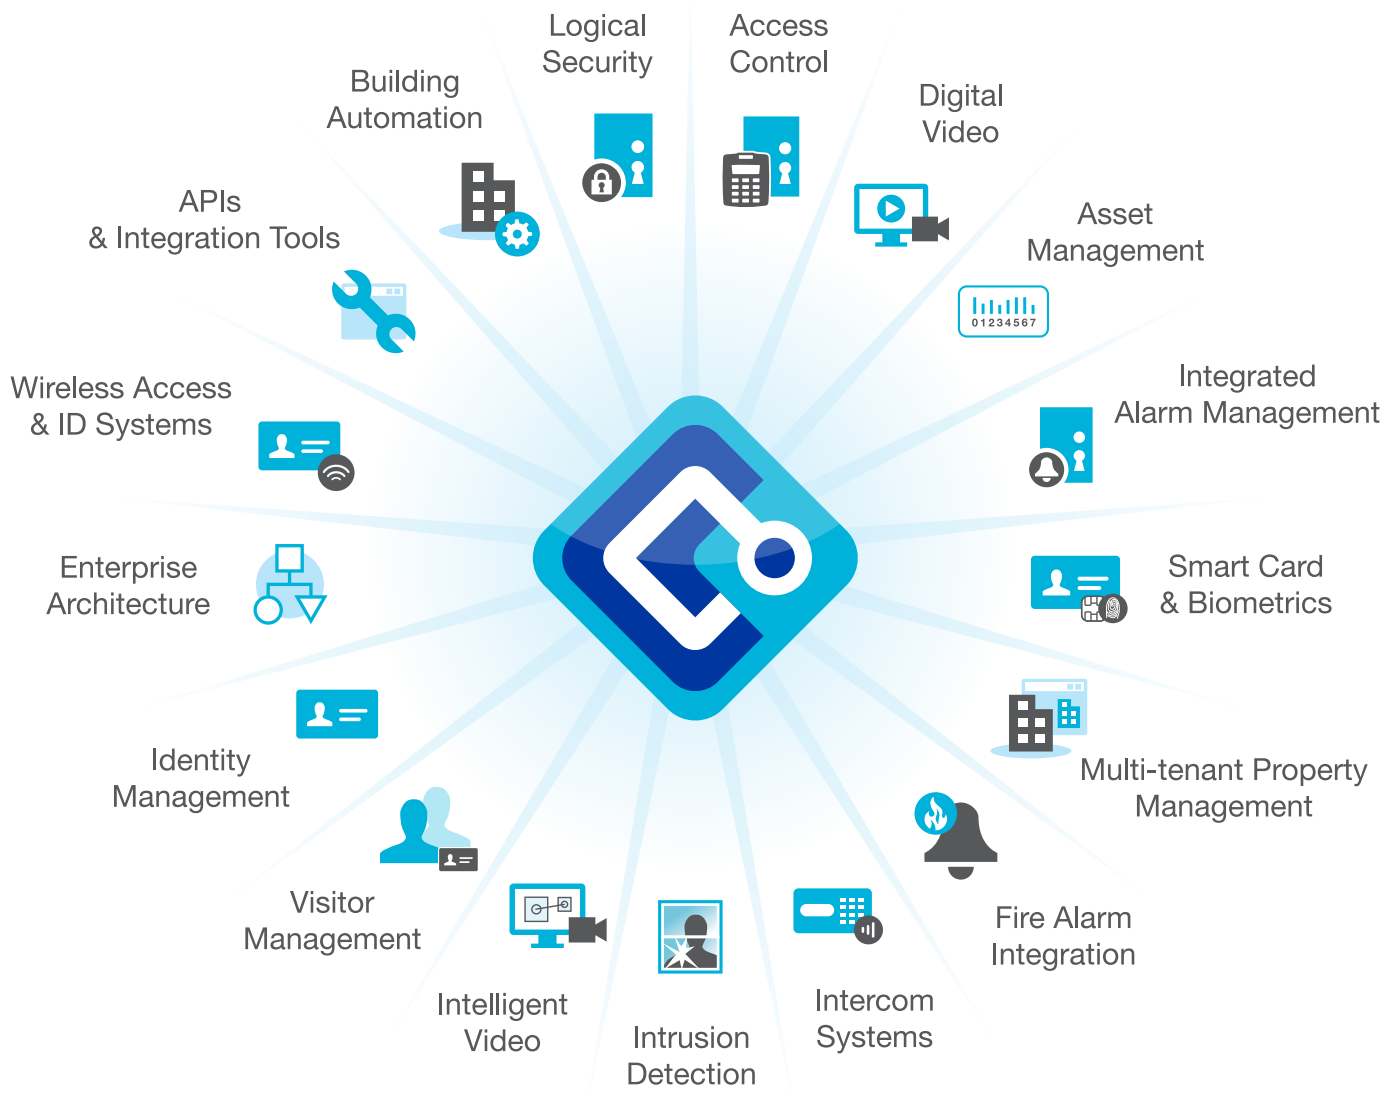 Logical
Security
Access
Control
Digital
Video
Asset
Management
01234567
Integrated
Alarm Management
Smart Card
& Biometrics
Multi-tenant Property
Management
Fire Alarm
Integration
Intercom
Systems
Intrusion
Detection
Intelligent
Video
Visitor
Management
Identity
Management
Enterprise
Architecture
Wireless Access
& ID Systems
APIs
& Integration Tools
Building
Automation